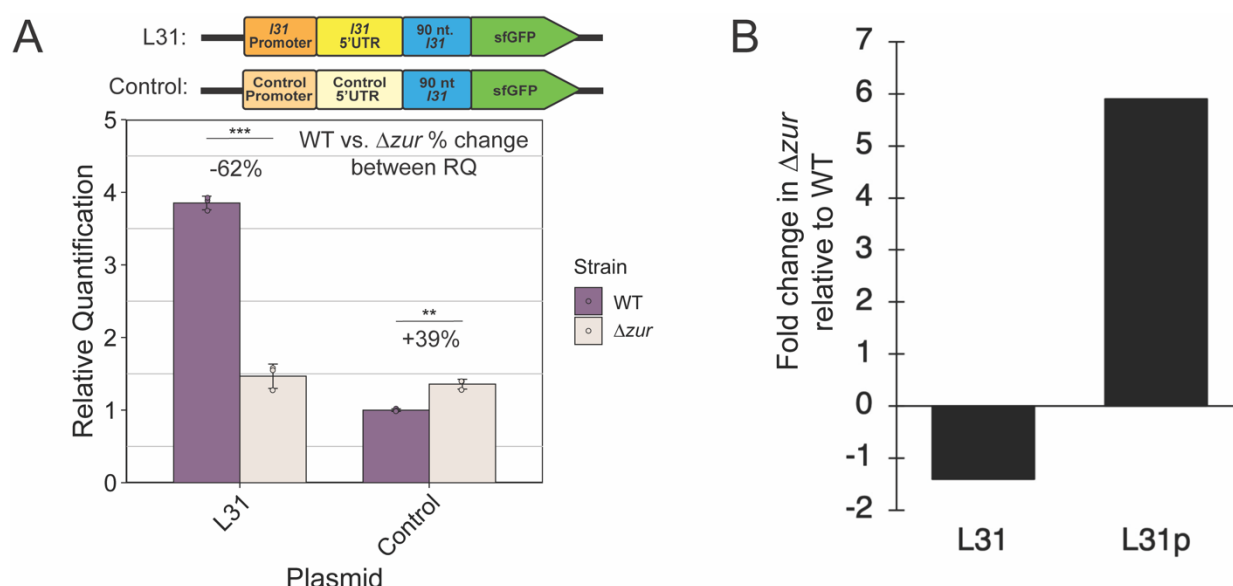 A
L31:
l31
Promoter
l31
5'UTR
90 nt.
l31
sfGFP
Control:
Control
Promoter
Control
5'UTR
90 nt
l31
sfGFP
5
4
3
2
1
0
Relative Quantification
***
-62%
WT vs. Δzur % change
between RQ
**
+39%
L31
Control
Plasmid
Strain
WT
Δzur
B
Fold change in Δzur
relative to WT
7
6
5
4
3
2
1
0
-1
-2
L31
L31p